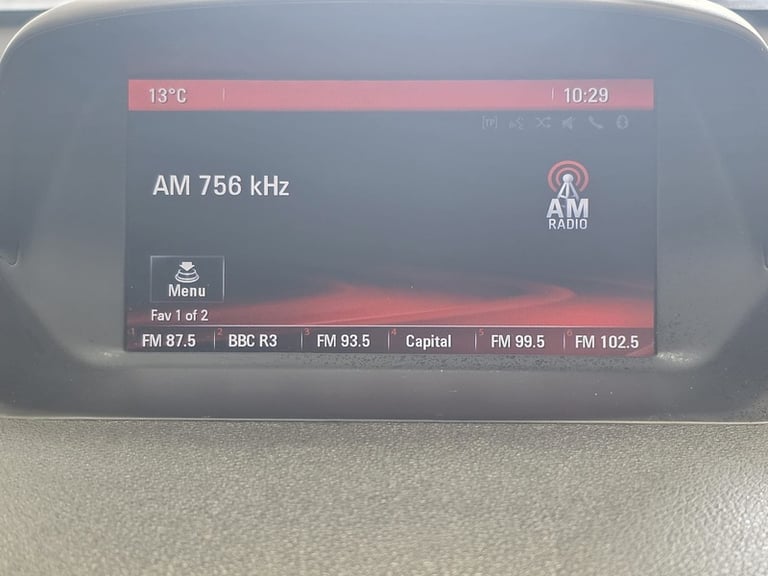 13°C 10:29
[TP]
AM 756 kHz
AM
RADIO
Menu
Fav 1 of 2
1 FM 87.5 2 BBC R3 3 FM 93.5 4 Capital 5 FM 99.5 6 FM 102.5